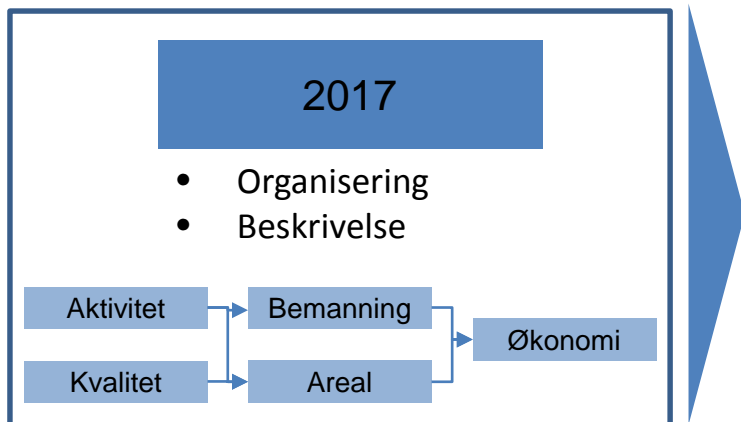 2017
• Organisering
• Beskrivelse
Aktivitet
Bemanning
Økonomi
Kvalitet
Areal